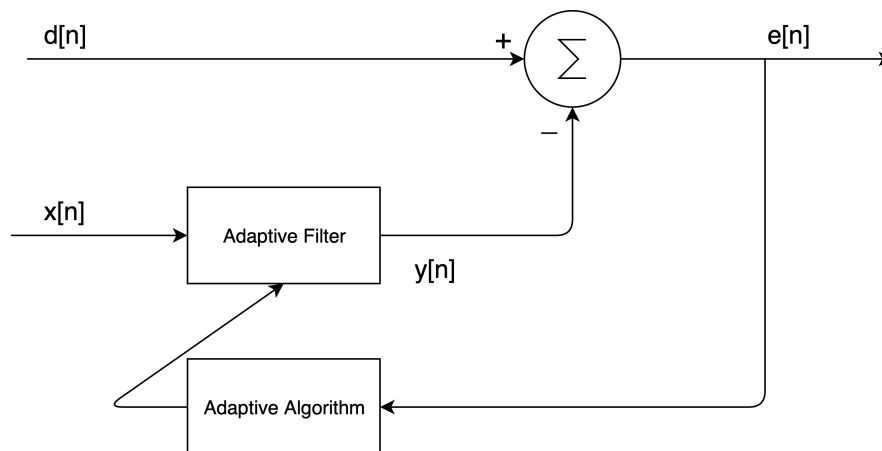 d[n]
+
∑
e[n]
−
x[n]
Adaptive Filter
y[n]
Adaptive Algorithm